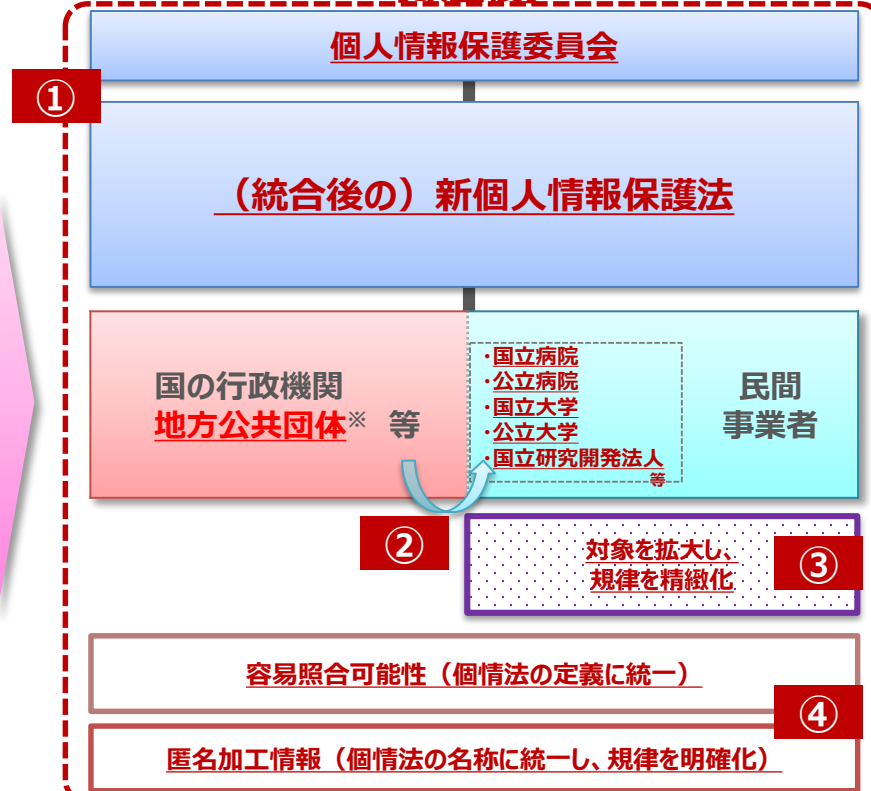 個人情報保護委員会
①
（統合後の）新個人情報保護法
国の行政機関
地方公共団体※ 等
・国立病院
・公立病院
・国立大学
・公立大学
・国立研究開発法人
等
民間
事業者
②
対象を拡大し、
規律を精緻化
③
容易照合可能性（個情法の定義に統一）
④
匿名加工情報（個情法の名称に統一し、規律を明確化）